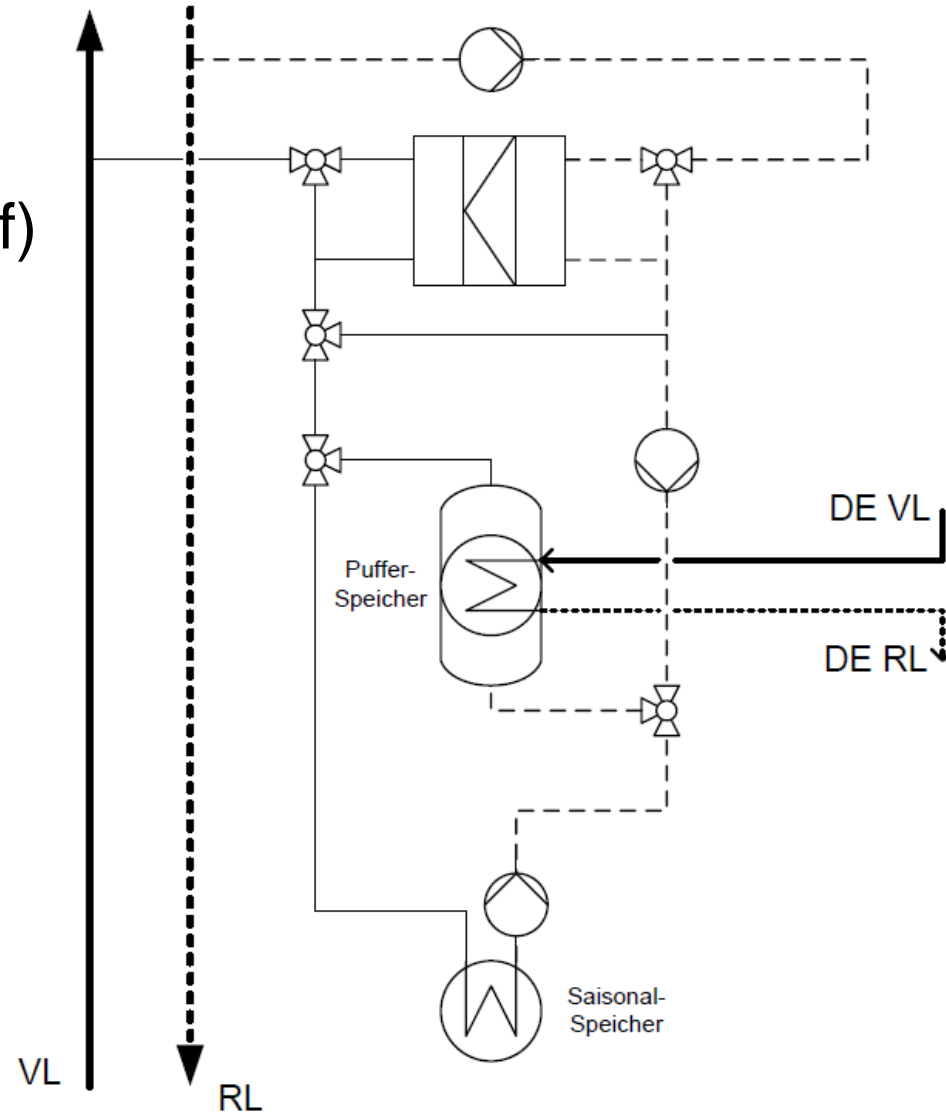 f)
DE VL
Puffer-
Speicher
DE RL
Saisonal-
Speicher
VL
RL